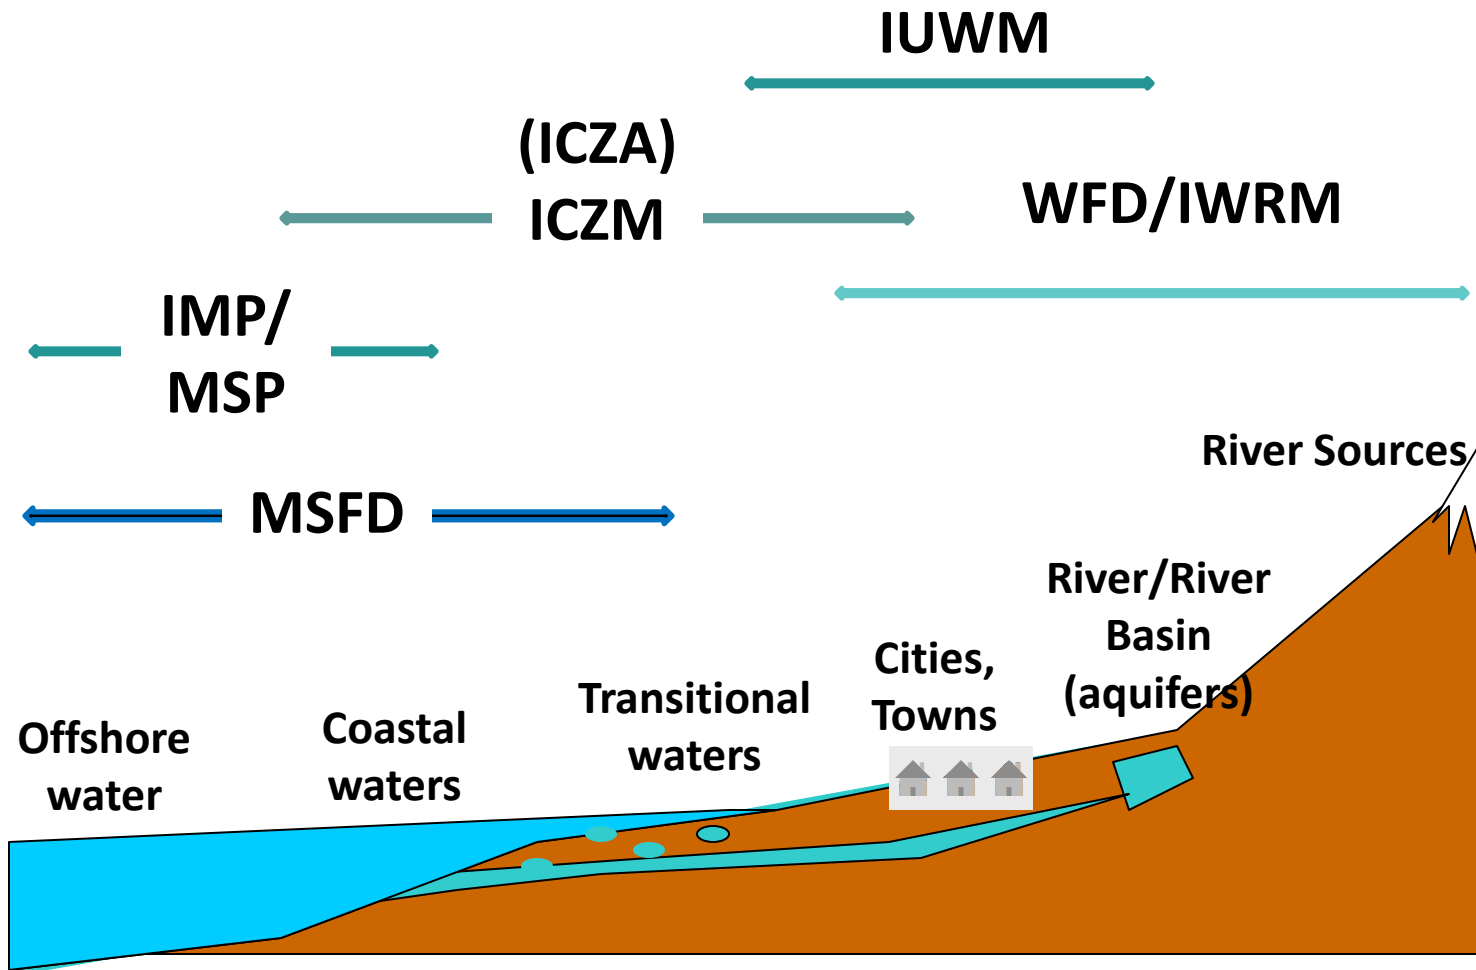 IUWM
(ICZA)
ICZM
WFD/IWRM
IMP/
MSP
MSFD
River Sources
River/River
Basin
(aquifers)
Cities,
Towns
Transitional
waters
Coastal
waters
Offshore
water